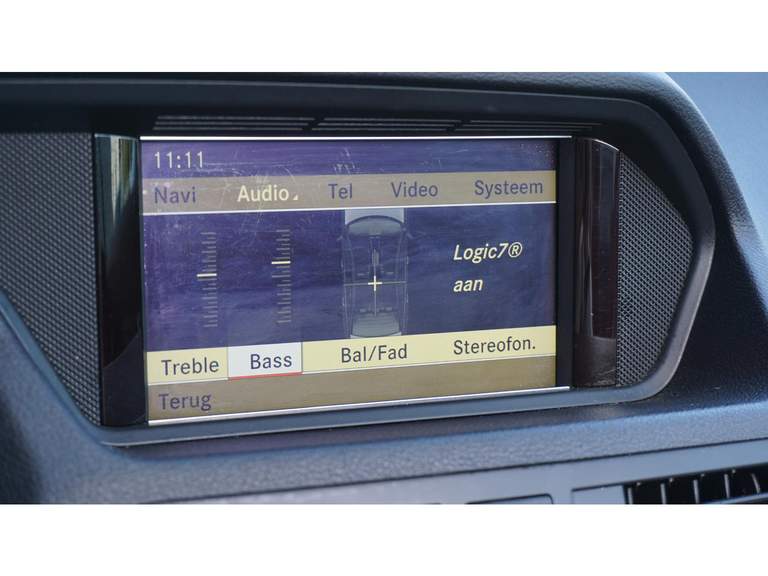 11:11
Navi Audio Tel Video Systeem
Logic7®
aan
Treble Bass Bal/Fad Stereofon.
Terug